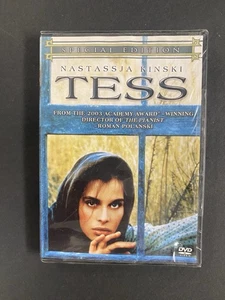 SPECIAL EDITION
NASTASSJA KINSKI
TESS
FROM THE 2003 ACADEMY AWARD® -WINNING
DIRECTOR OF THE PIANIST
ROMAN POLANSKI
DVD